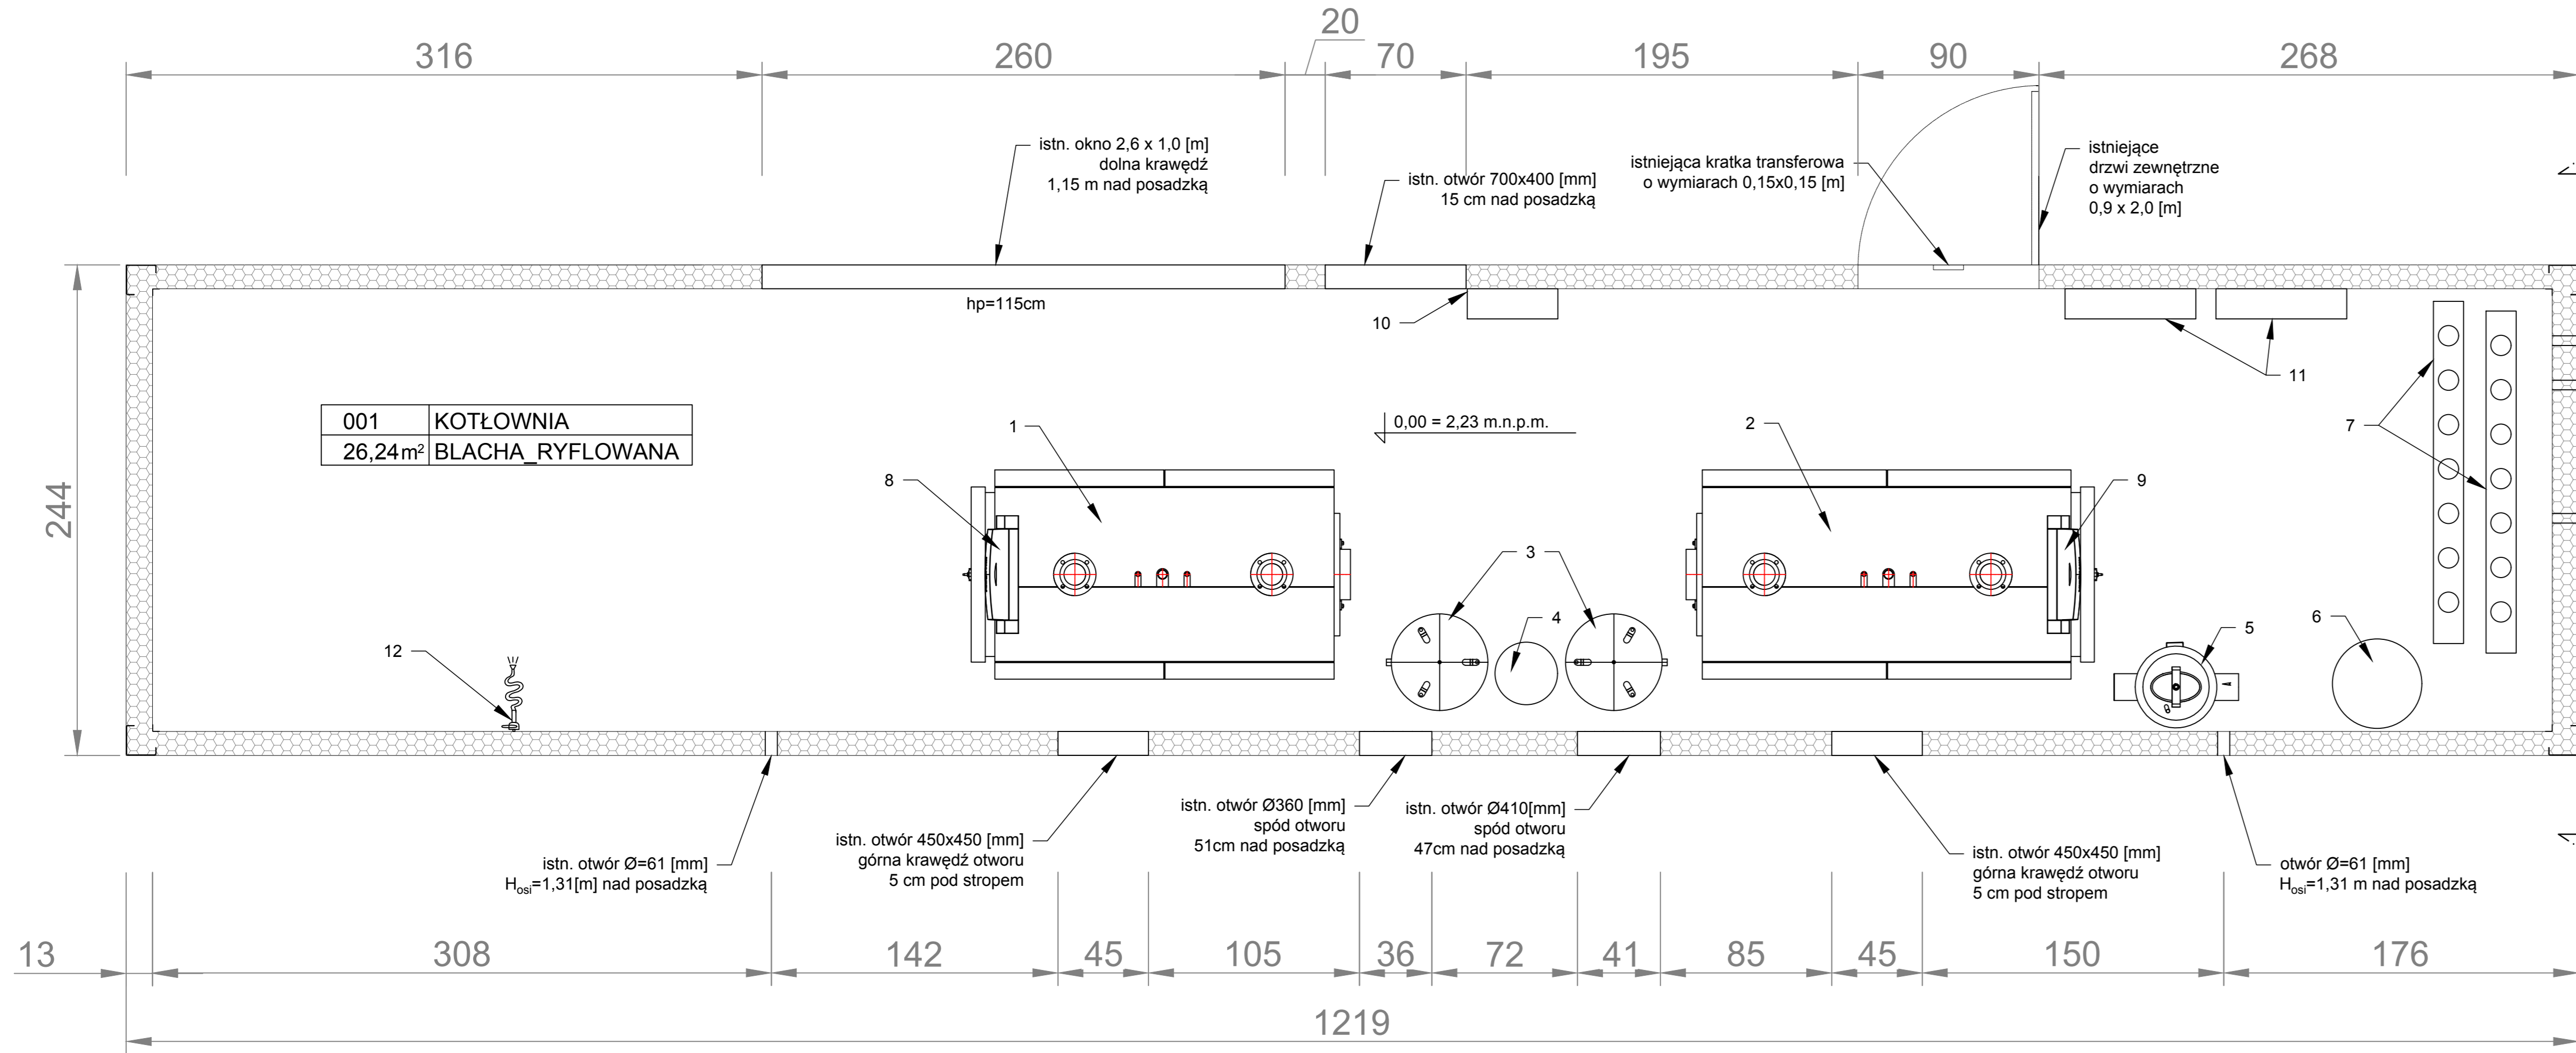 20
316
260
70
195
90
268
istn. okno 2,6 x 1,0 [m]
dolna krawędź
1,15 m nad posadzką
istn. otwór 700x400 [mm]
15 cm nad posadzką
istniejąca kratka transferowa
o wymiarach 0,15x0,15 [m]
istniejące
drzwi zewnętrzne
o wymiarach
0,9 x 2,0 [m]
hp=115cm
10
11
244
001 KOTŁOWNIA
26,24m² BLACHA_RYFLOWANA
1
0,00 = 2,23 m.n.p.m.
2
7
8
9
3
4
5
6
12
istn. otwór Ø=61 [mm]
Hosi=1,31[m] nad posadzką
istn. otwór 450x450 [mm]
górna krawędź otworu
5 cm pod stropem
istn. otwór Ø360 [mm]
spód otworu
51cm nad posadzką
istn. otwór Ø410[mm]
spód otworu
47cm nad posadzką
istn. otwór 450x450 [mm]
górna krawędź otworu
5 cm pod stropem
otwór Ø=61 [mm]
Hosi=1,31 m nad posadzką
13
308
142
45
105
36
72
41
85
45
150
176
1219